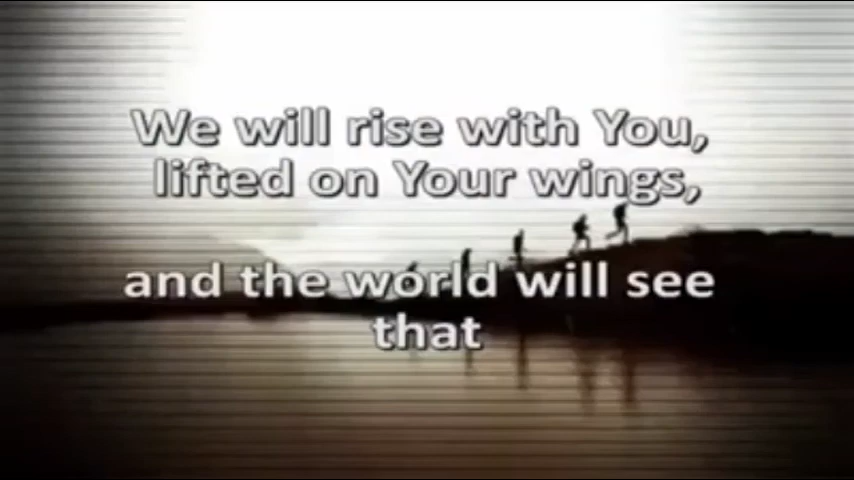 We will rise with You,
lifted on Your wings,
and the world will see
that